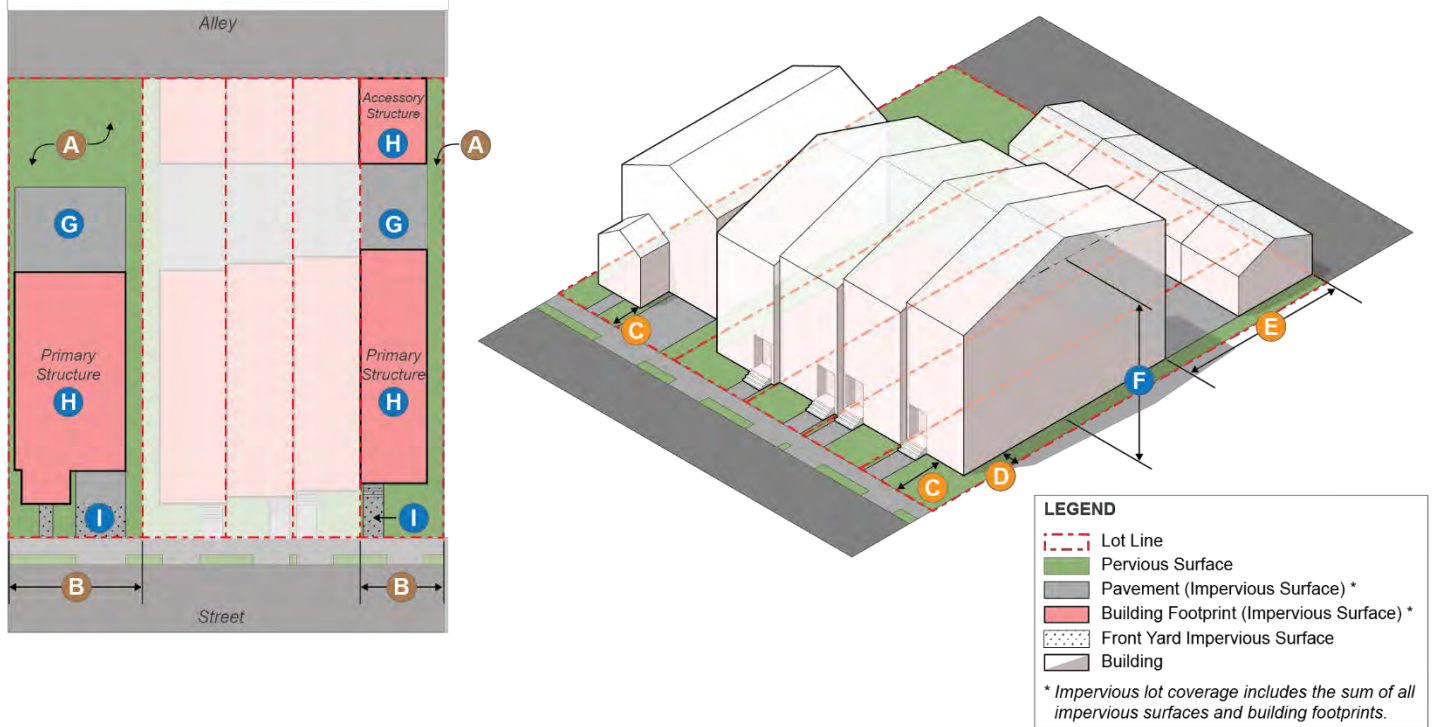 Alley
Accessory
Structure
A
H
A
G
G
Primary
Structure
H
Primary
Structure
H
I
I
B
B
Street
C
E
F
C
D
LEGEND
Lot Line
Pervious Surface
Pavement (Impervious Surface) *
Building Footprint (Impervious Surface) *
Front Yard Impervious Surface
Building
* Impervious lot coverage includes the sum of all
impervious surfaces and building footprints.